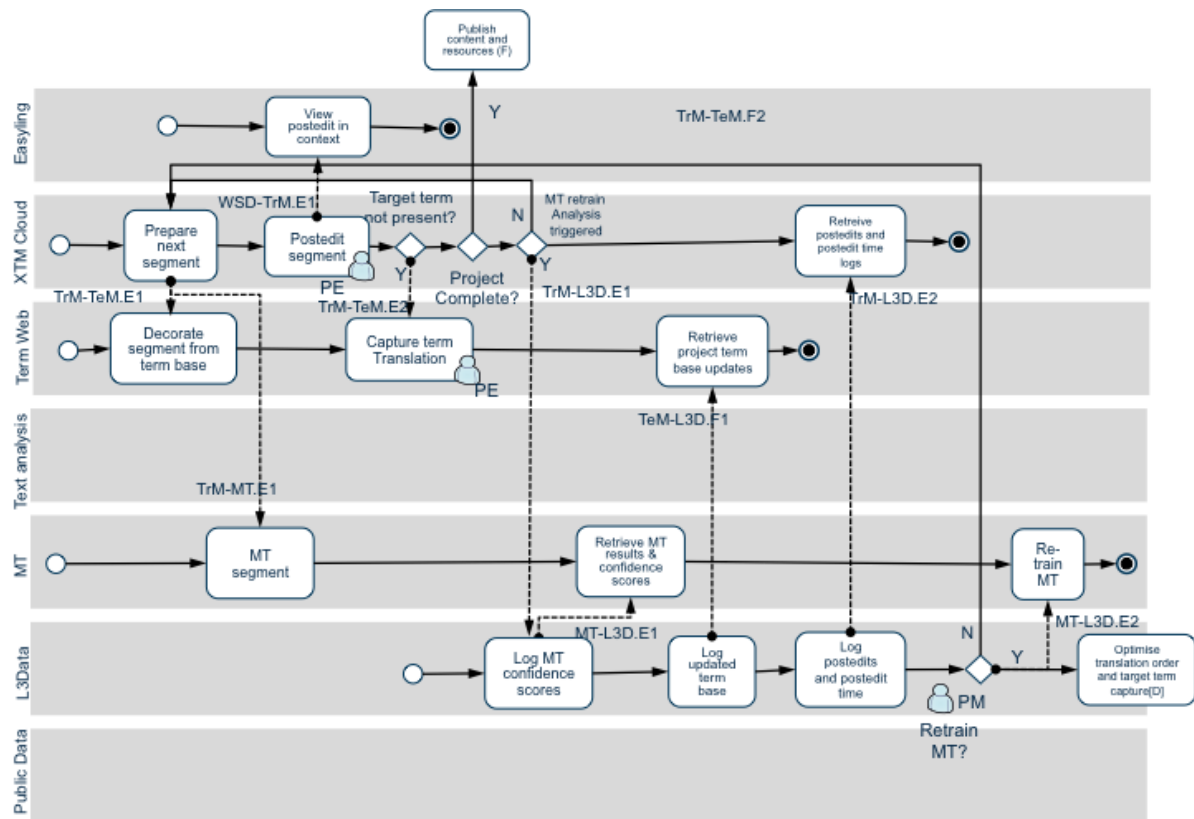 Publish
content and
resources (F)
Easyling
View
postedit in
context
Y
TrM-TeM.F2
XTM Cloud
WSD-TrM.E1
Target term
not present?
N
MT retrain
Analysis
triggered
Prepare
next
segment
Postedit
segment
PE
Y
Project
Complete?
Y
Retreive
postedits and
postedit time
logs
TrM-TeM.E1
TrM-TeM.E2
TrM-L3D.E1
TrM-L3D.E2
Term Web
Decorate
segment from
term base
Capture term
Translation
PE
Retrieve
project term
base updates
TeM-L3D.F1
Text analysis
TrM-MT.E1
MT
MT
segment
Retrieve MT
results &
confidence
scores
Re-
train
MT
MT-L3D.E1
MT-L3D.E2
L3Data
Log MT
confidence
scores
Log
updated
term
base
Log
postedits
and postedit
time
N
Y
PM
Retrain
MT?
Optimise
translation order
and target term
capture[D]
Public Data